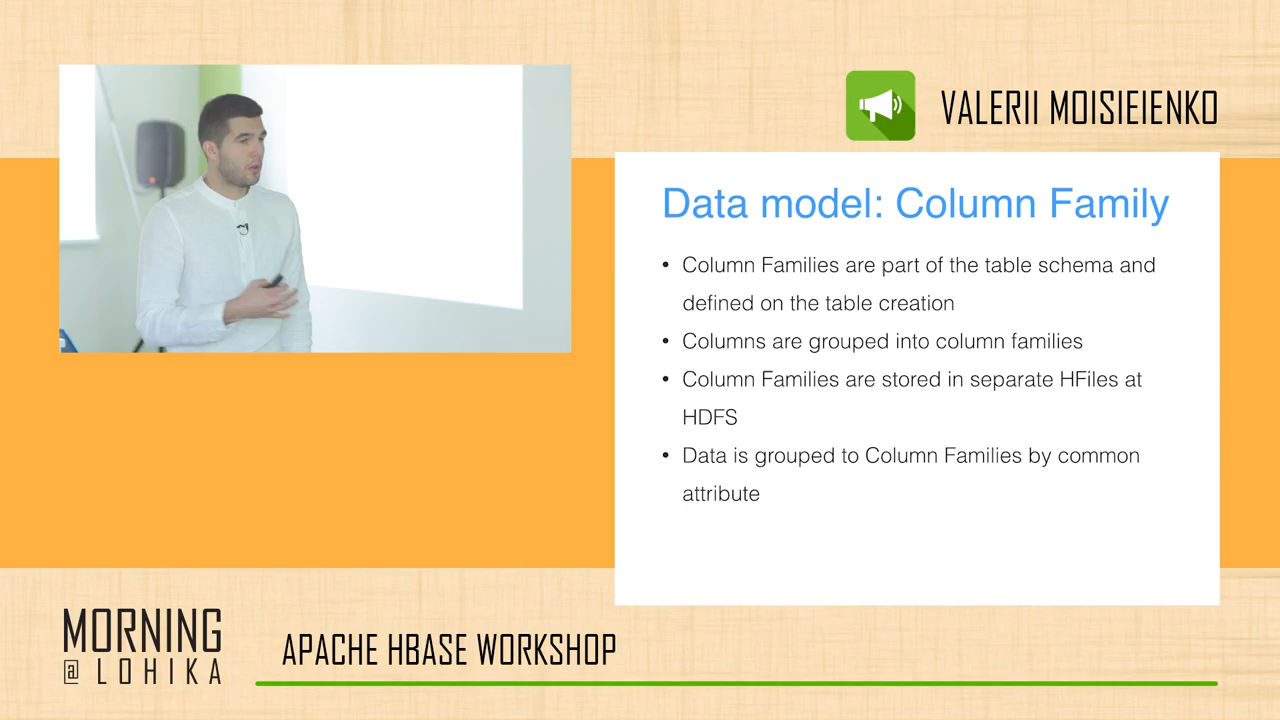 VALERII MOISIEIENKO
Data model: Column Family
• Column Families are part of the table schema and
defined on the table creation
• Columns are grouped into column families
• Column Families are stored in separate HFiles at
HDFS
• Data is grouped to Column Families by common
attribute
MORNING
@ LOHIKA
APACHE HBASE WORKSHOP